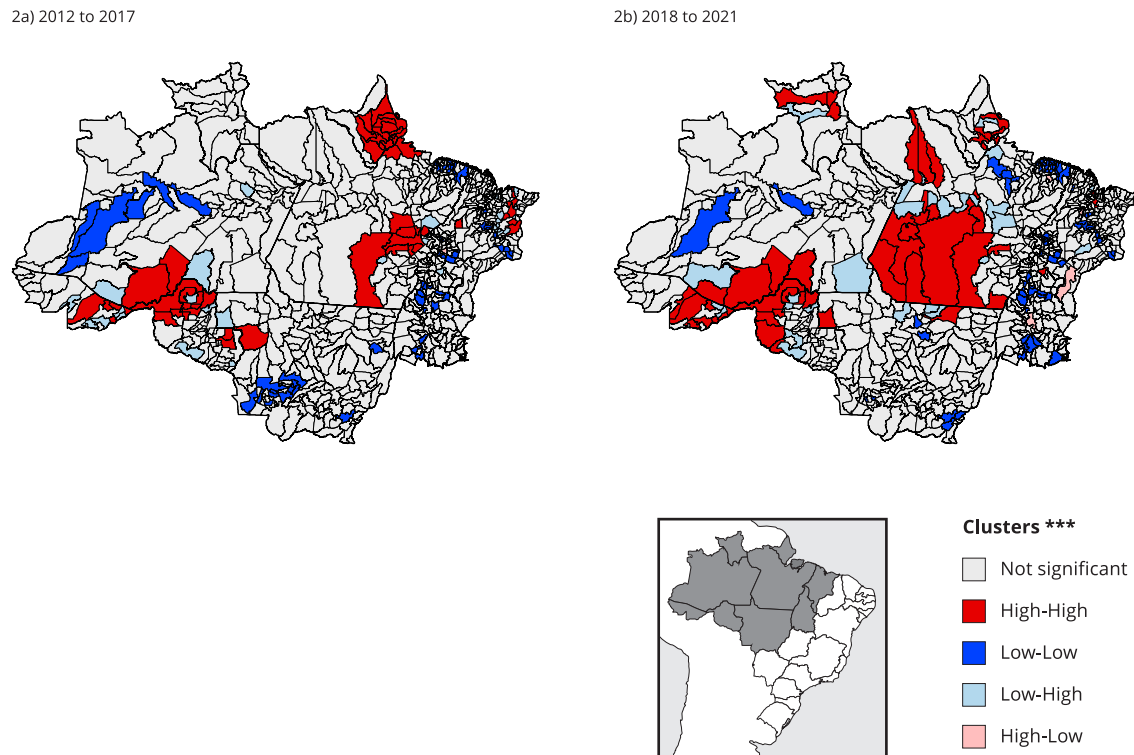 2a) 2012 to 2017
2b) 2018 to 2021
Clusters ***
Not significant
High-High
Low-Low
Low-High
High-Low